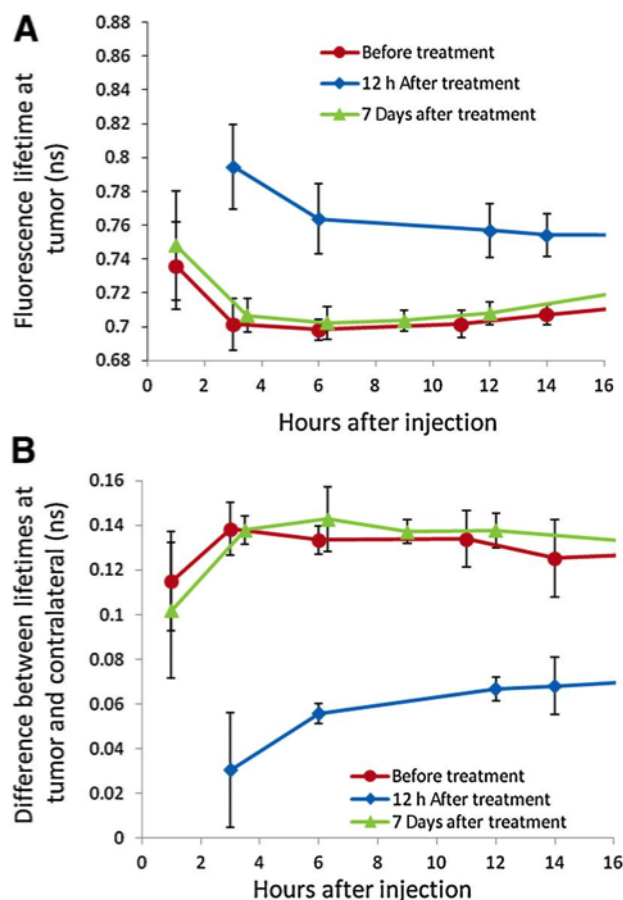 A
Fluorescence lifetime at
tumor (ns)
0.88
0.86
0.84
0.82
0.8
0.78
0.76
0.74
0.72
0.7
0.68
Before treatment
12 h After treatment
7 Days after treatment
0 2 4 6 8 10 12 14 16
Hours after injection
B
Difference between lifetimes at
tumor and contralateral (ns)
0.16
0.14
0.12
0.1
0.08
0.06
0.04
0.02
0
Before treatment
12 h After treatment
7 Days after treatment
0 2 4 6 8 10 12 14 16
Hours after injection